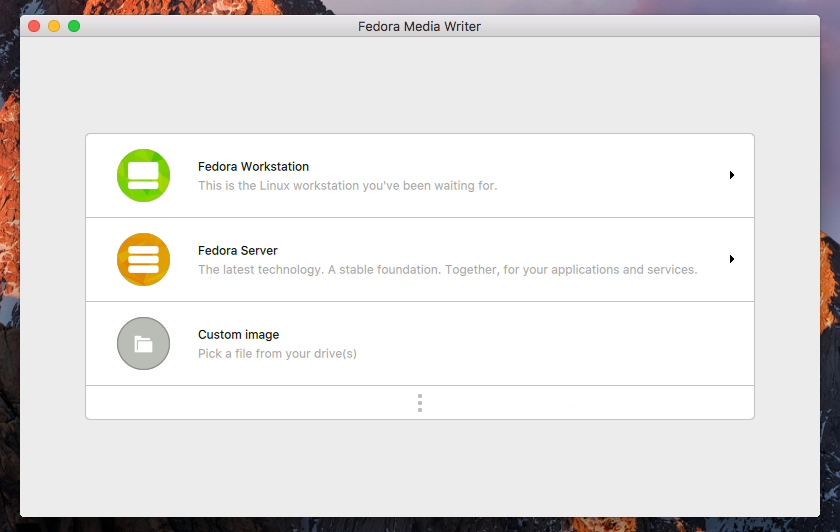 Fedora Media Writer
Fedora Workstation
This is the Linux workstation you've been waiting for.
Fedora Server
The latest technology. A stable foundation. Together, for your applications and services.
Custom image
Pick a file from your drive(s)